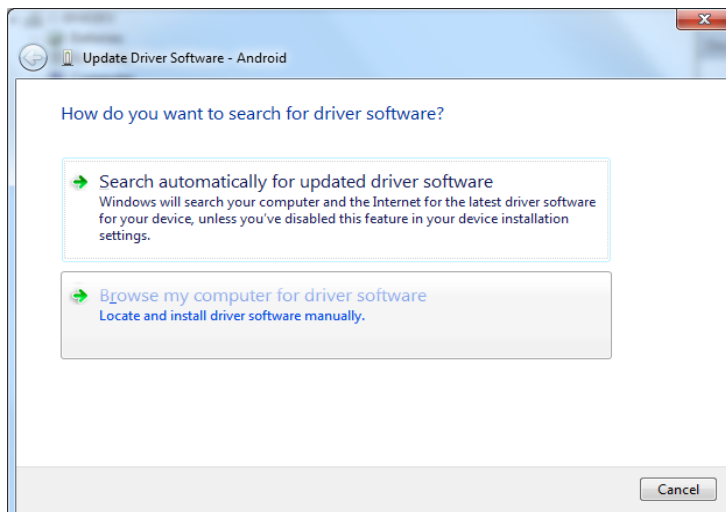 Update Driver Software - Android
How do you want to search for driver software?
Search automatically for updated driver software
Windows will search your computer and the Internet for the latest driver software
for your device, unless you've disabled this feature in your device installation
settings.
Browse my computer for driver software
Locate and install driver software manually.
Cancel